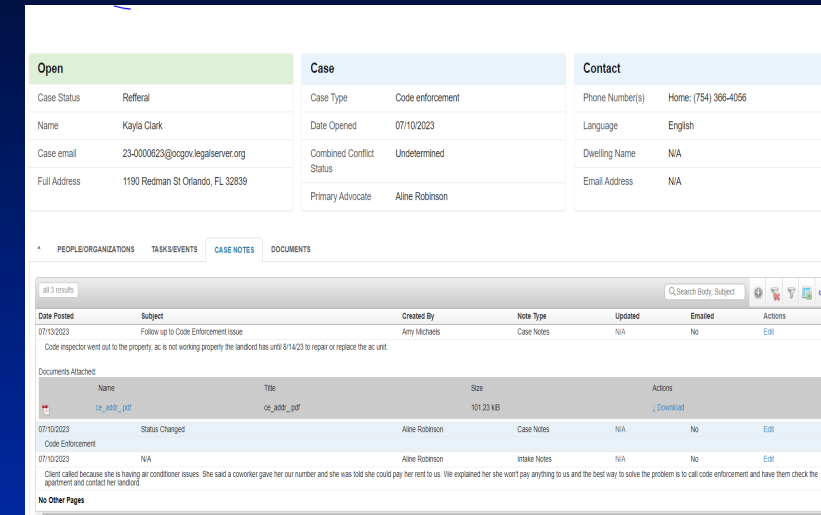 Open
Case Status Refferal
Name Kayla Clark
Case email 23-0000623@ocgov.legalserver.org
Full Address 1190 Redman St Orlando, FL 32839
Case
Case Type Code enforcement
Date Opened 07/10/2023
Combined Conflict Undetermined
Status
Primary Advocate Aline Robinson
Contact
Phone Number(s) Home: (754) 366-4056
Language English
Dwelling Name N/A
Email Address N/A
PEOPLE/ORGANIZATIONS TASKS/EVENTS CASE NOTES DOCUMENTS
all 3 results Search Body, Subject
Date Posted Subject Created By Note Type Updated Emailed Actions
07/13/2023 Follow up to Code Enforcement Issue Amy Michaels Case Notes N/A No Edit
Code inspector went out to the property, ac is not working properly the landlord has until 8/14/23 to repair or replace the ac unit.
Documents Attached:
Name Title Size Actions
ce_addr_.pdf ce_addr_.pdf 101.23 kiB ↓ Download
07/10/2023 Status Changed Aline Robinson Case Notes N/A No Edit
Code Enforcement
07/10/2023 N/A Aline Robinson Intake Notes N/A No Edit
Client called because she is having air conditioner issues. She said a coworker gave her our number and she was told she could pay her rent to us. We explained her she won't pay anything to us and the best way to solve the problem is to call code enforcement and have them check the
apartment and contact her landlord.
No Other Pages